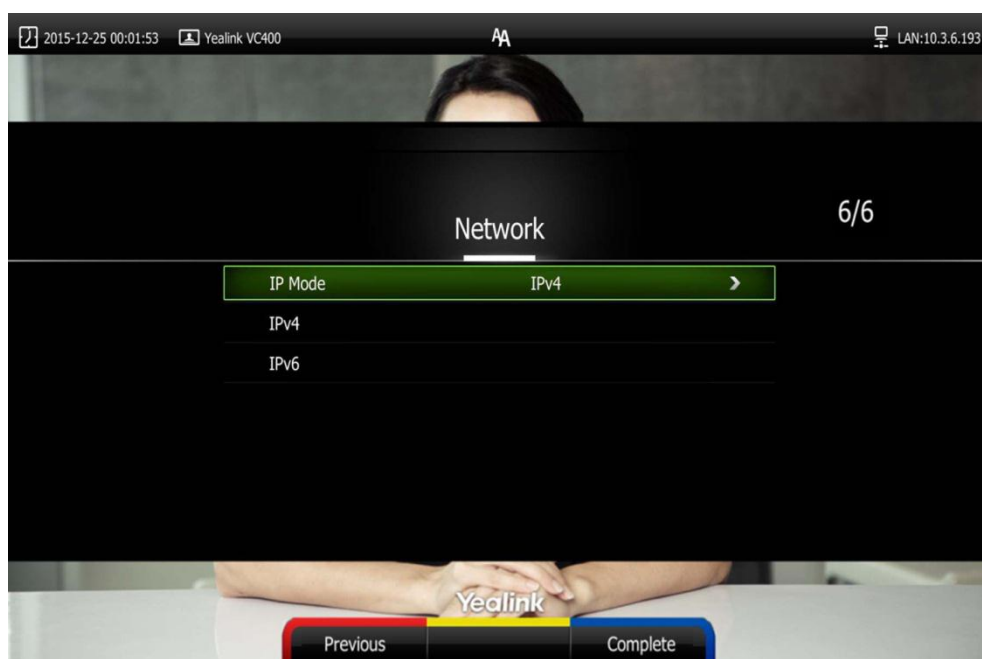 2015-12-25 00:01:53 Yealink VC400 AA LAN:10.3.6.193
Network 6/6
IP Mode IPv4
IPv4
IPv6
Yealink
Previous Complete